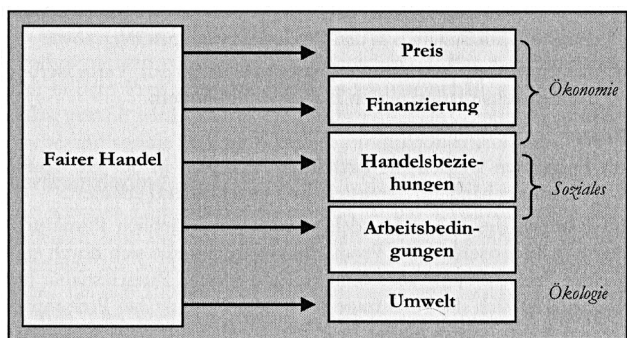 Fairer Handel
Preis
Finanzierung
Handelsbezie-
hungen
Arbeitsbedin-
gungen
Umwelt
Ökonomie
Soziales
Ökologie